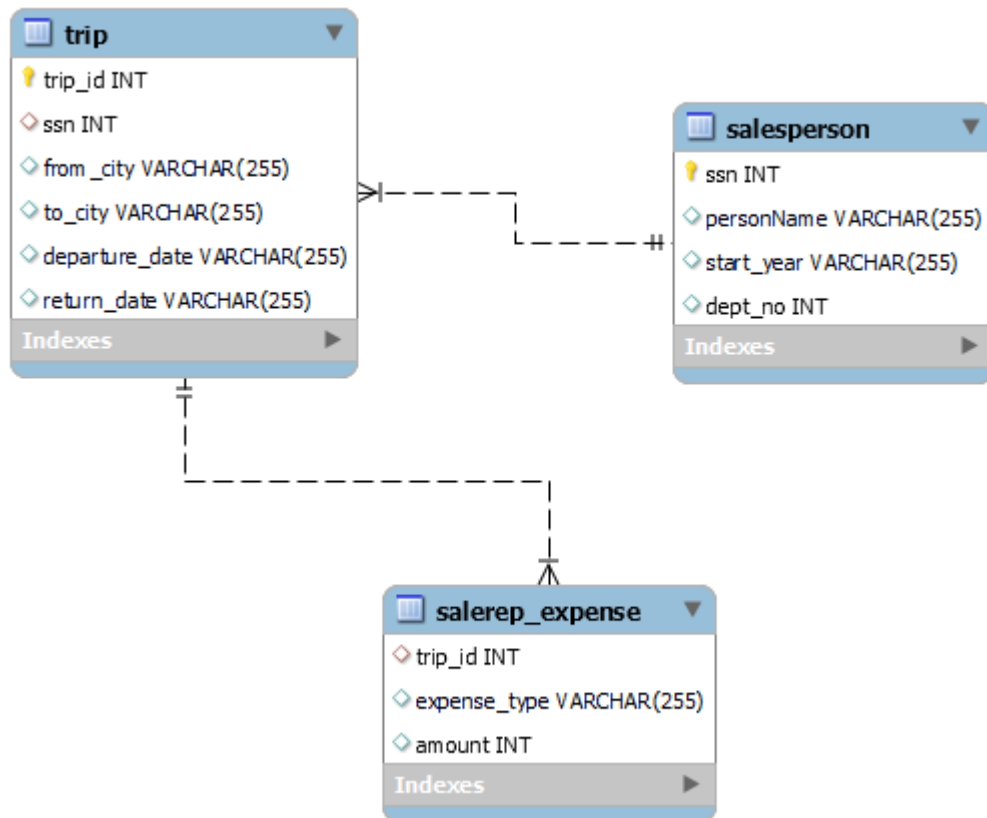 trip
trip_id INT
ssn INT
from _city VARCHAR(255)
to_city VARCHAR(255)
departure_date VARCHAR(255)
return_date VARCHAR(255)
Indexes
salesperson
ssn INT
personName VARCHAR(255)
start_year VARCHAR(255)
dept_no INT
Indexes
salerep_expense
trip_id INT
expense_type VARCHAR(255)
amount INT
Indexes